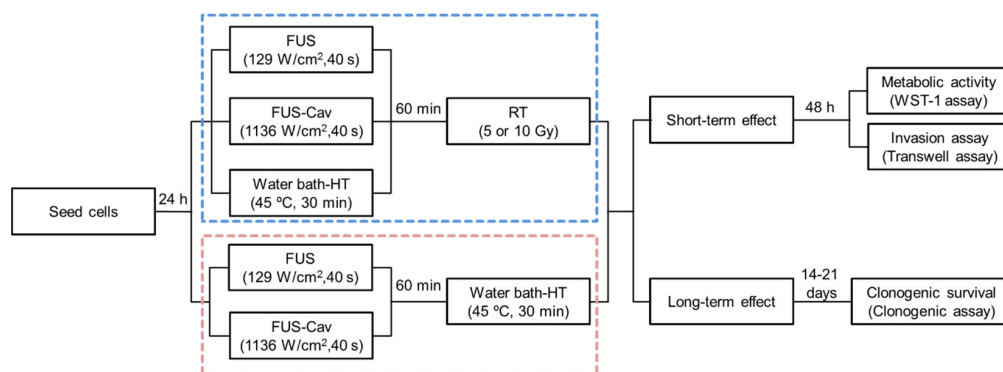 Seed cells
24 h
FUS
(129 W/cm²,40 s)
FUS-Cav
(1136 W/cm²,40 s)
Water bath-HT
(45 ºC, 30 min)
60 min
RT
(5 or 10 Gy)
FUS
(129 W/cm²,40 s)
FUS-Cav
(1136 W/cm²,40 s)
60 min
Water bath-HT
(45 ºC, 30 min)
Short-term effect
48 h
Metabolic activity
(WST-1 assay)
Invasion assay
(Transwell assay)
Long-term effect
14-21
days
Clonogenic survival
(Clonogenic assay)